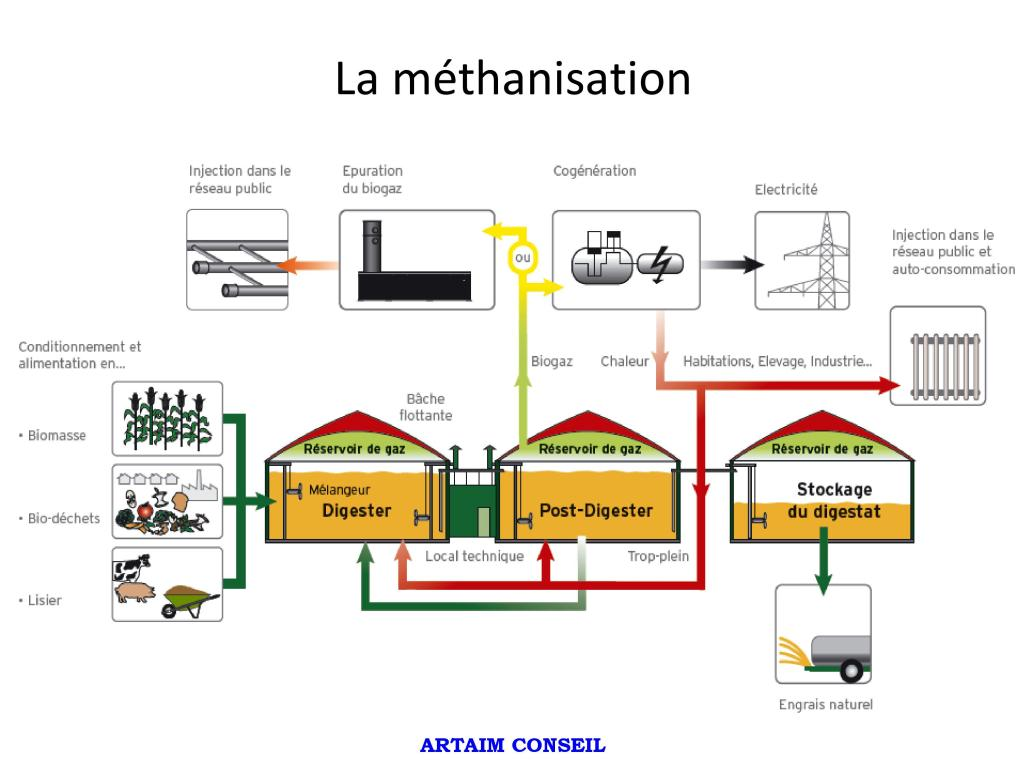 La méthanisation
Injection dans le
réseau public
Epuration
du biogaz
Cogénération
Electricité
Injection dans le
réseau public et
auto-consommation
ou
Conditionnement et
alimentation en...
Biogaz
Chaleur
Habitations, Elevage, Industrie...
Bâche
flottante
• Biomasse
• Bio-déchets
• Lisier
Réservoir de gaz
Mélangeur
Digester
Réservoir de gaz
Post-Digester
Réservoir de gaz
Stockage
du digestat
Local technique
Trop-plein
Engrais naturel
ARTAIM CONSEIL